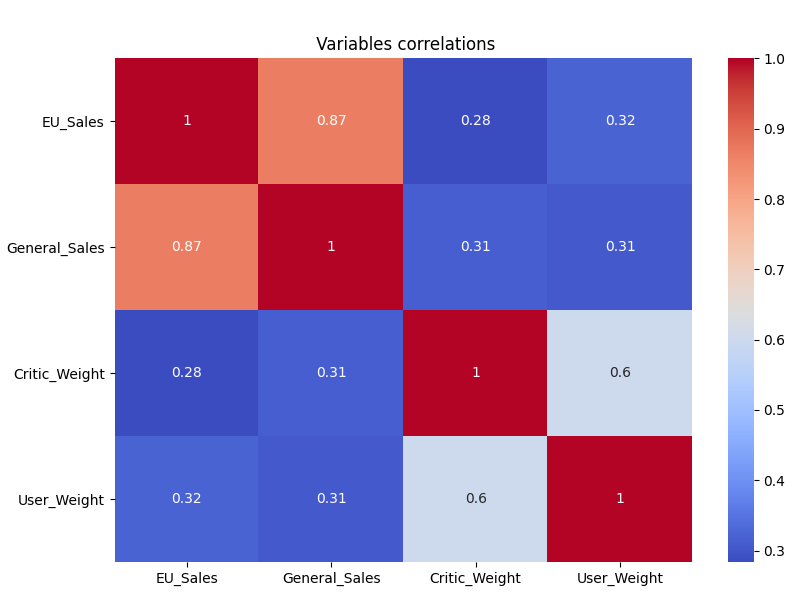 Variables correlations
EU_Sales 1 0.87 0.28 0.32
General_Sales 0.87 1 0.31 0.31
Critic_Weight 0.28 0.31 1 0.6
User_Weight 0.32 0.31 0.6 1
EU_Sales General_Sales Critic_Weight User_Weight
1.0
0.9
0.8
0.7
0.6
0.5
0.4
0.3